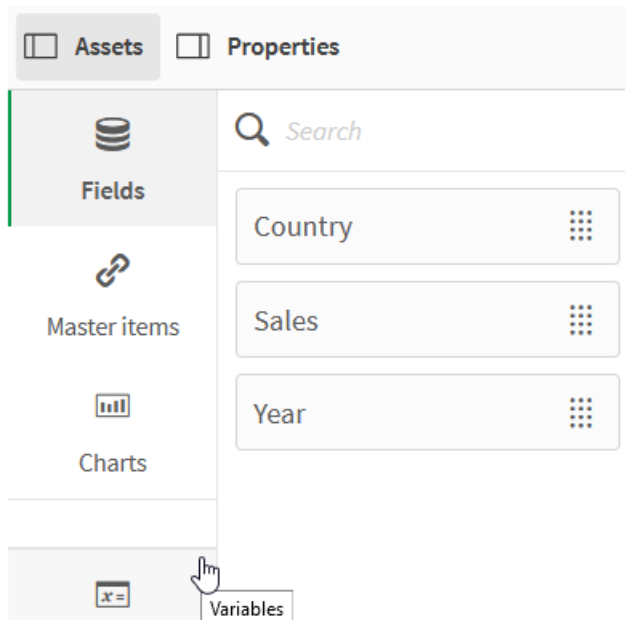 Assets Properties
Fields
Search
Country
Master items
Sales
Year
Charts
x=
Variables